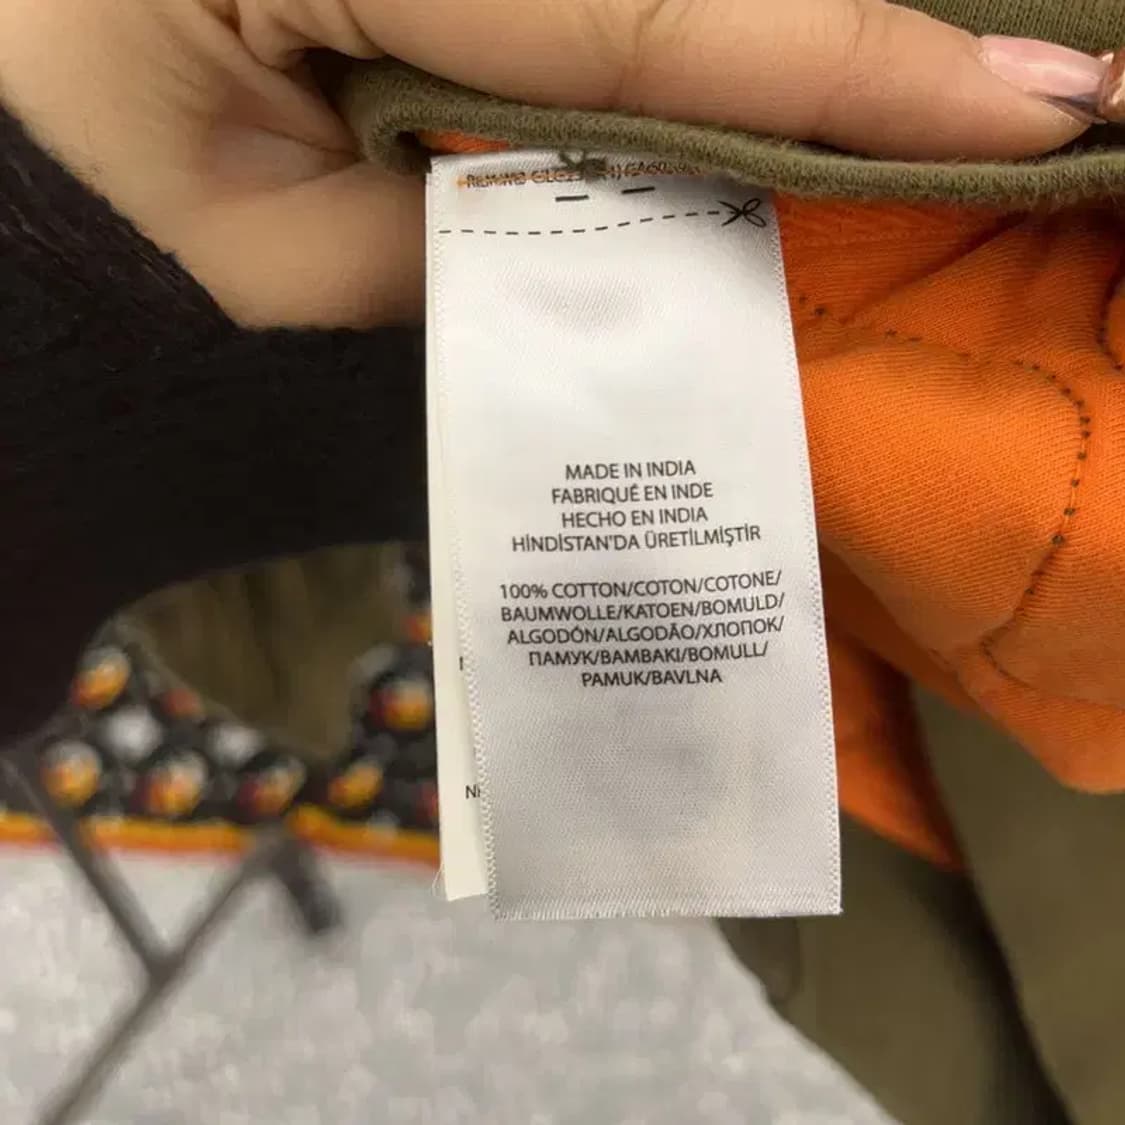 MADE IN INDIA
FABRIQUÉ EN INDE
HECHO EN INDIA
HİNDİSTAN'DA ÜRETİLMİŞTİR
100% COTTON/COTON/COTONE/
BAUMWOLLE/KATOEN/BOMULD/
ALGODÓN/ALGODÃO/ХЛОПОК/
ПАМУК/BAMBAKI/BOMULL/
PAMUK/BAVLNA